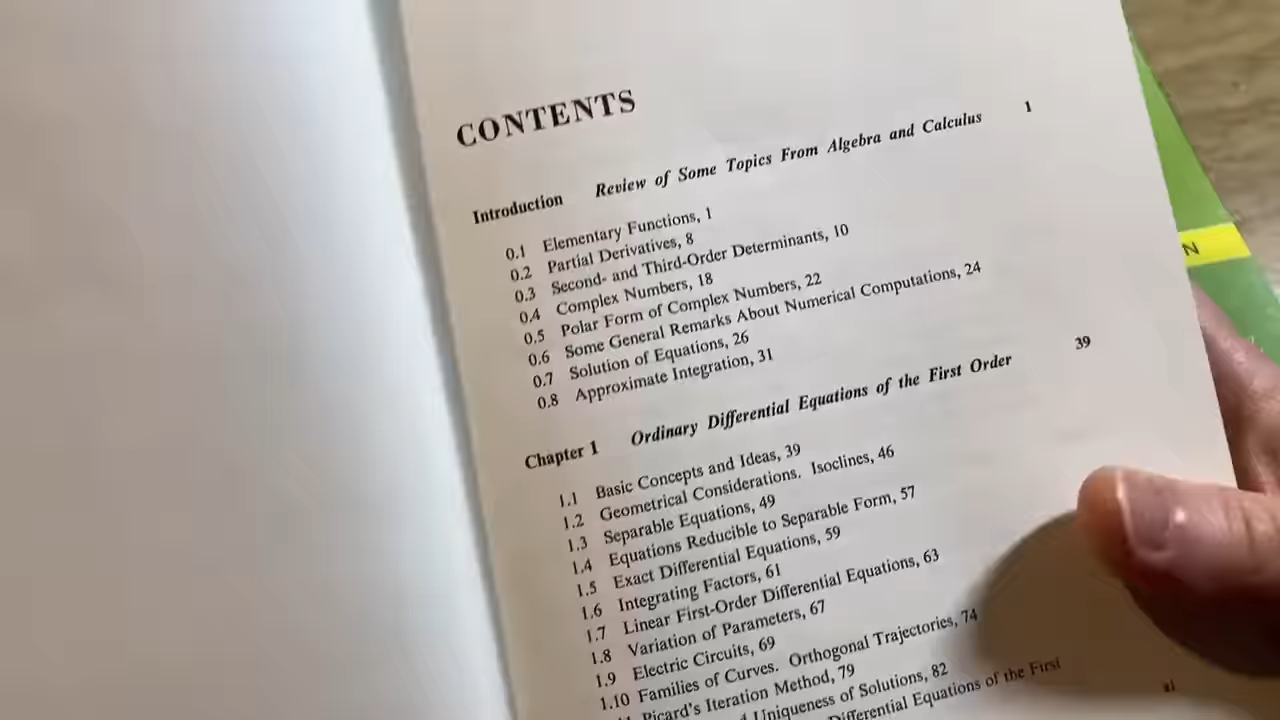 CONTENTS
Introduction Review of Some Topics From Algebra and Calculus 1
0.1 Elementary Functions, 1
0.2 Partial Derivatives, 8
0.3 Second- and Third-Order Determinants, 10
0.4 Complex Numbers, 18
0.5 Polar Form of Complex Numbers, 22
0.6 Some General Remarks About Numerical Computations, 24
0.7 Solution of Equations, 26
0.8 Approximate Integration, 31
Chapter 1 Ordinary Differential Equations of the First Order 39
1.1 Basic Concepts and Ideas, 39
1.2 Geometrical Considerations. Isoclines, 46
1.3 Separable Equations, 49
1.4 Equations Reducible to Separable Form, 57
1.5 Exact Differential Equations, 59
1.6 Integrating Factors, 61
1.7 Linear First-Order Differential Equations, 63
1.8 Variation of Parameters, 67
1.9 Electric Circuits, 69
1.10 Families of Curves. Orthogonal Trajectories, 74
Picard's Iteration Method, 79
Uniqueness of Solutions, 82
Differential Equations of the First
xi
N